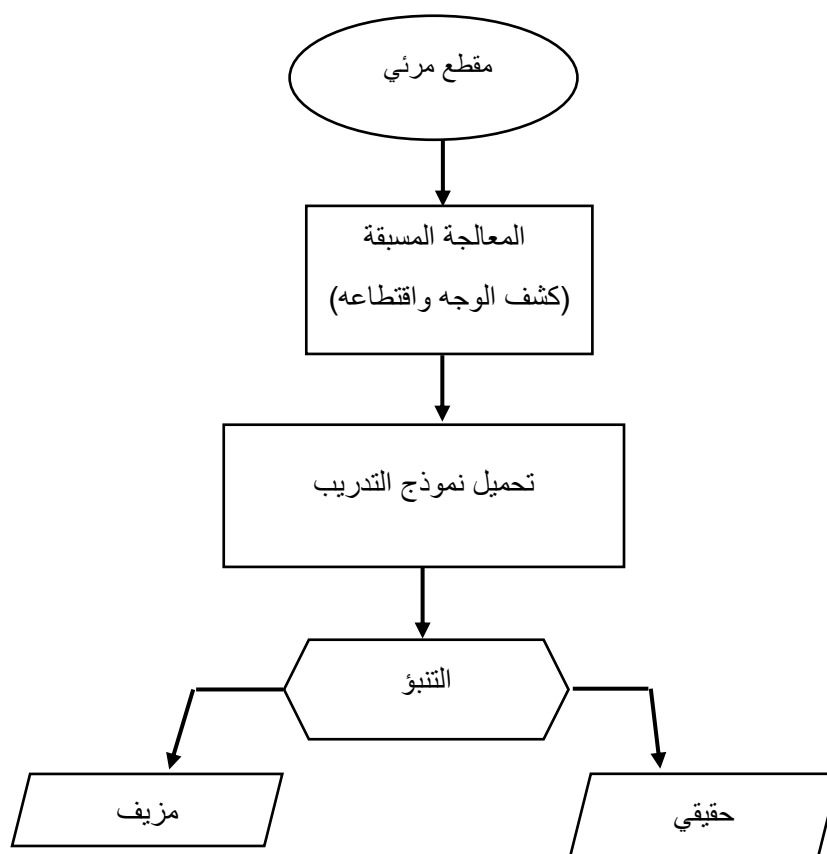 مقطع مرئي
المعالجة المسبقة
(كشف الوجه واقتطاعه)
تحميل نموذج التدريب
التنبؤ
حقيقي
مزيف